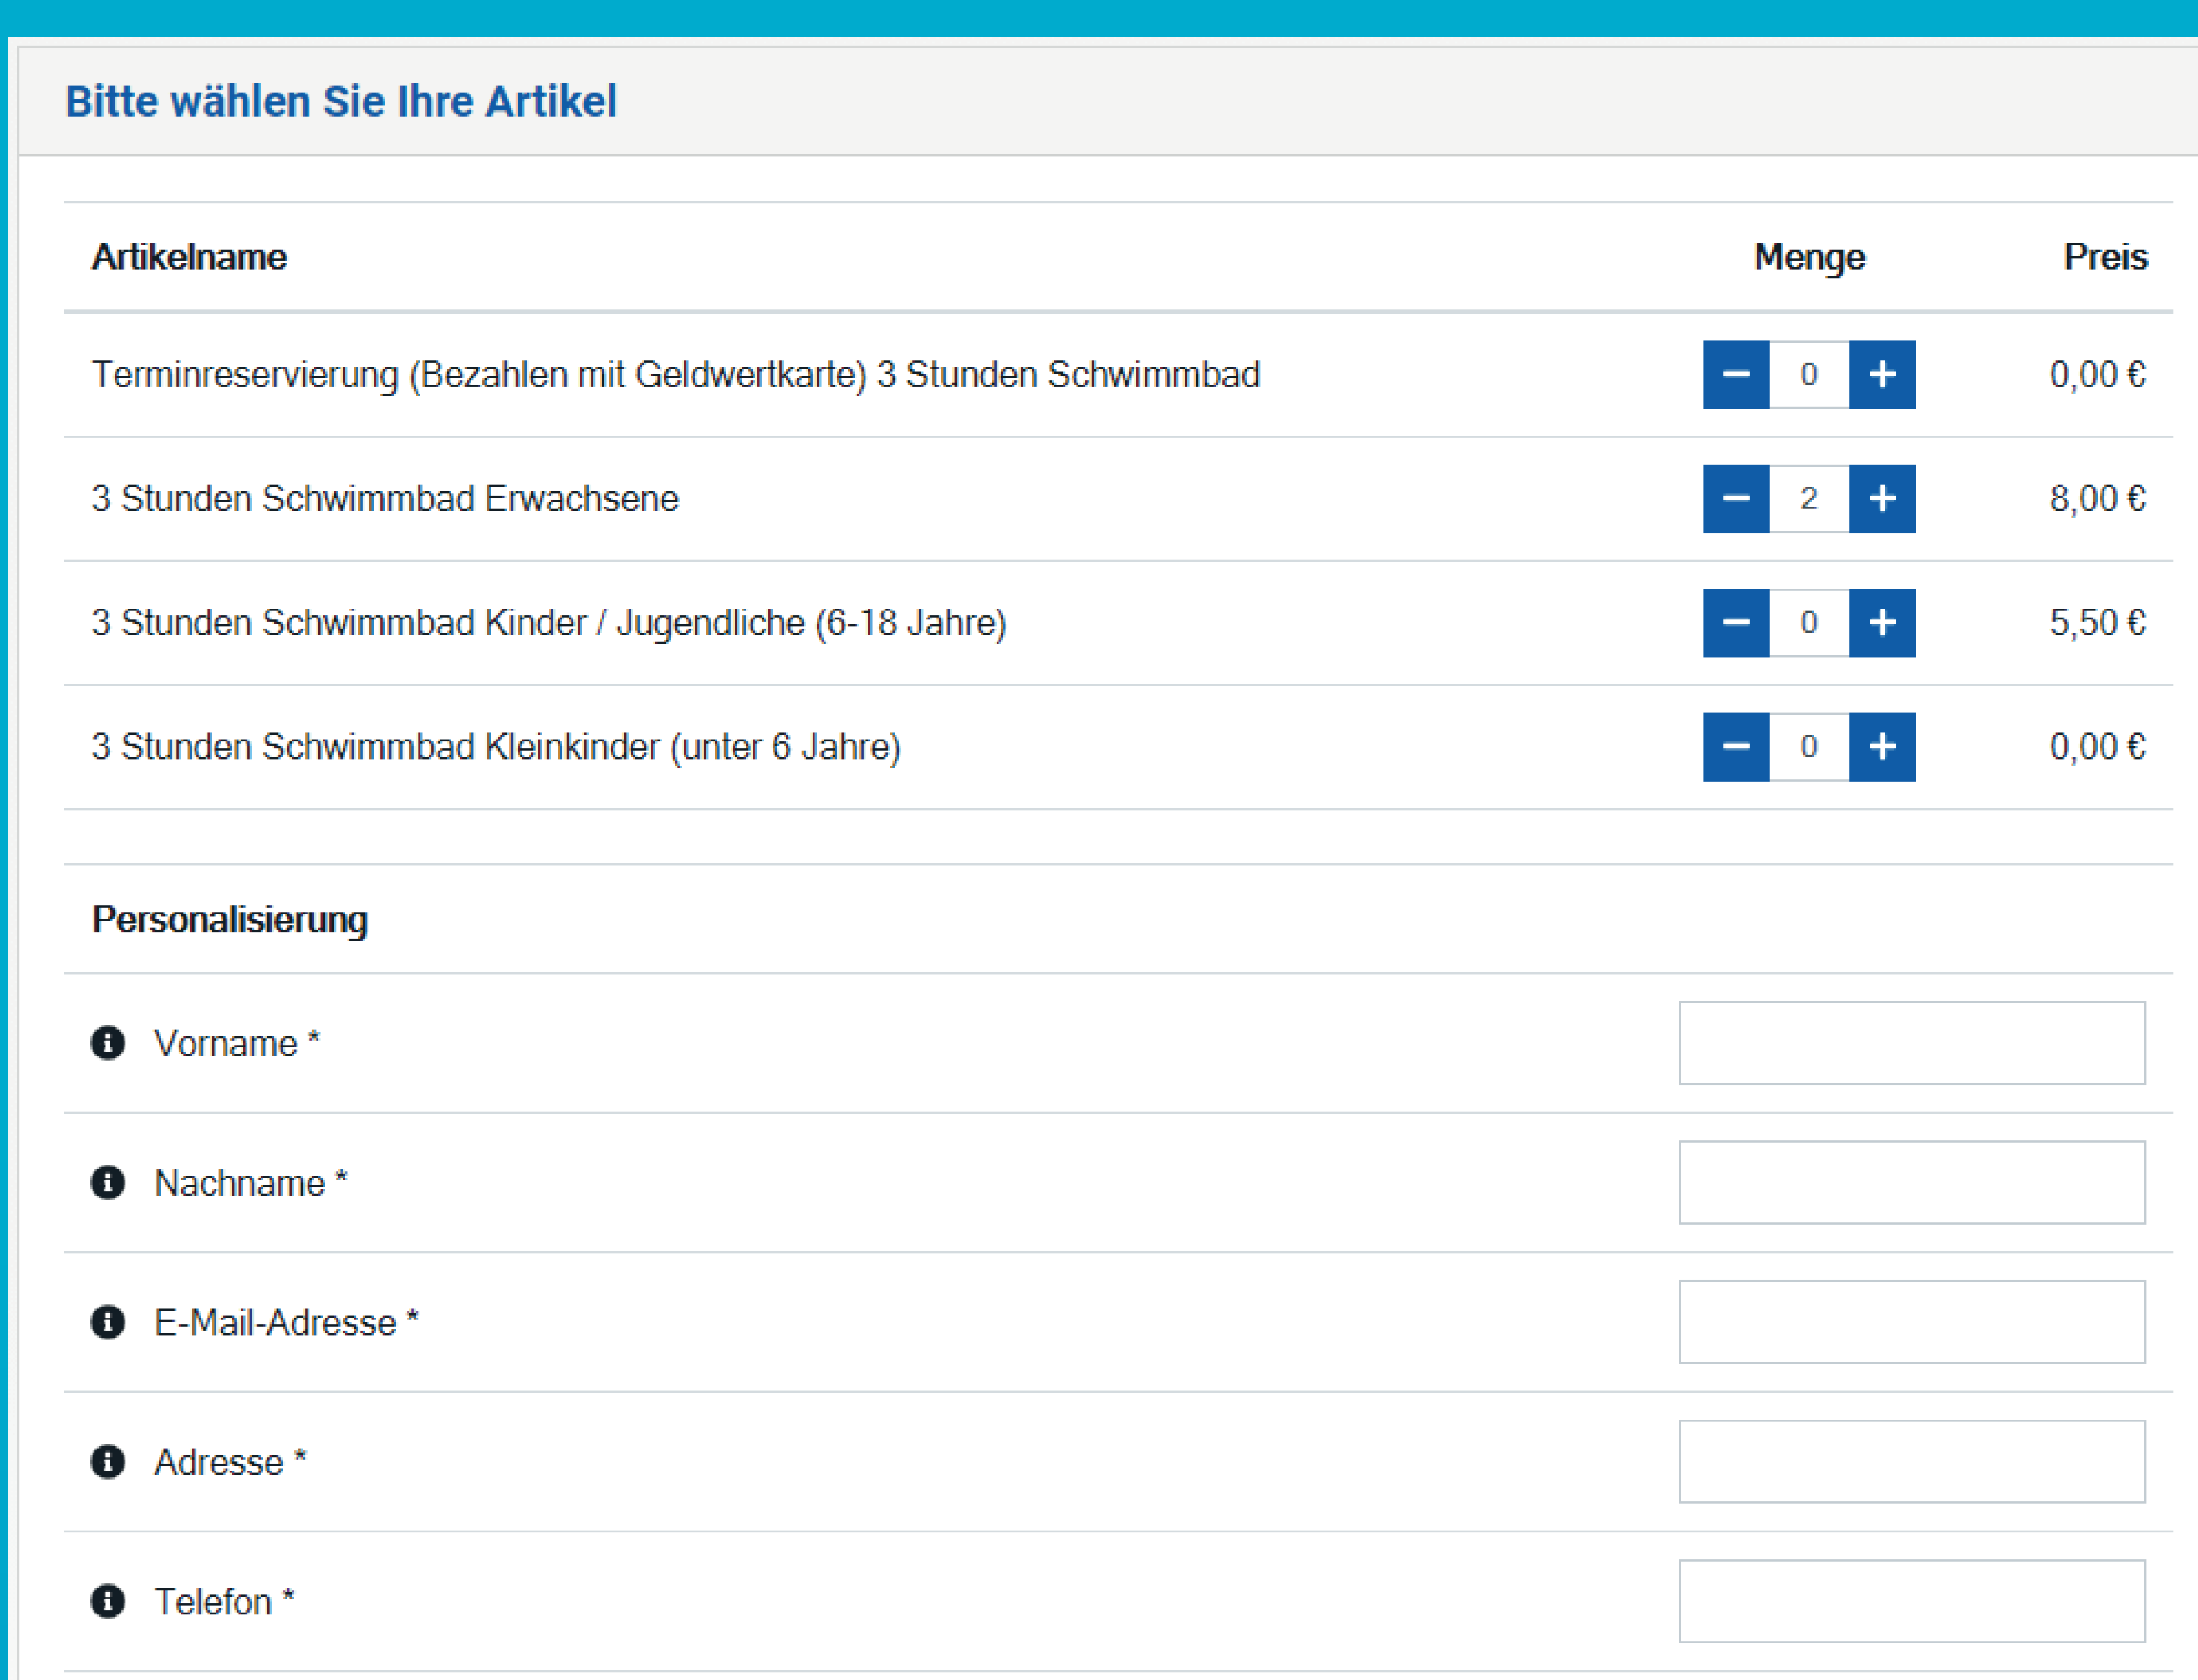 Bitte wählen Sie Ihre Artikel
Artikelname Menge Preis
Terminreservierung (Bezahlen mit Geldwertkarte) 3 Stunden Schwimmbad − 0 + 0,00 €
3 Stunden Schwimmbad Erwachsene − 2 + 8,00 €
3 Stunden Schwimmbad Kinder / Jugendliche (6-18 Jahre) − 0 + 5,50 €
3 Stunden Schwimmbad Kleinkinder (unter 6 Jahre) − 0 + 0,00 €
Personalisierung
Vorname *
Nachname *
E-Mail-Adresse *
Adresse *
Telefon *